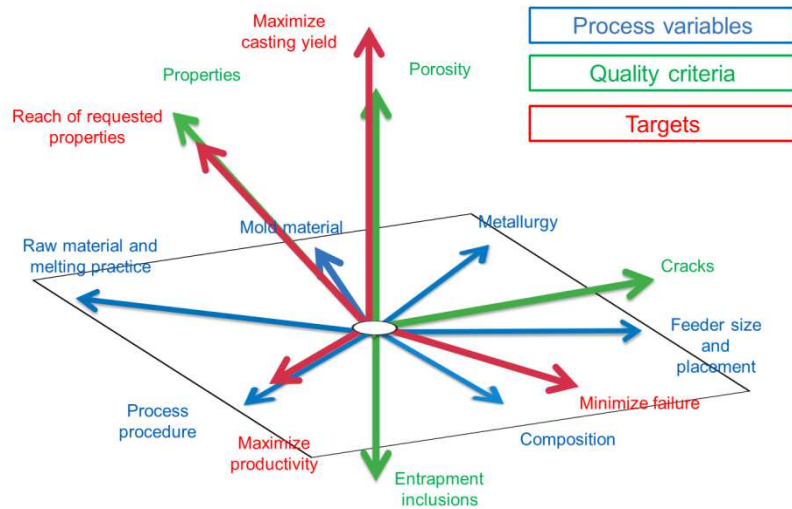 Maximize
casting yield
Process variables
Properties
Porosity
Quality criteria
Reach of requested
properties
Targets
Raw material and
melting practice
Mold material
Metallurgy
Cracks
Feeder size
and
placement
Process
procedure
Maximize
productivity
Minimize failure
Composition
Entrapment
inclusions